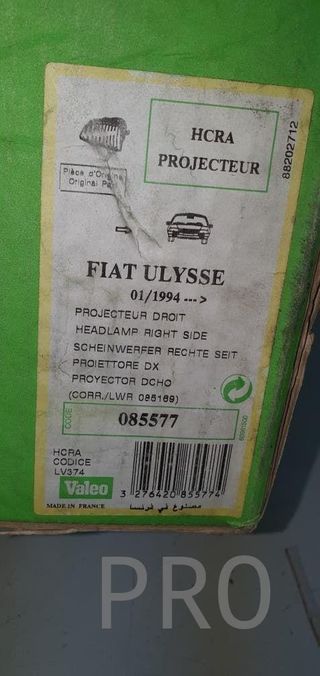 HCRA
PROJECTEUR
88202712
Pièce d'Origine
Original Part
FIAT ULYSSE
01/1994 --->
PROJECTEUR DROIT
HEADLAMP RIGHT SIDE
SCHEINWERFER RECHTE SEIT
PROIETTORE DX
PROYECTOR DCHO
(CORR./LWR 085169)
CODE
085577
HCRA
CODICE
LV374
Valeo
3 276420 855774
MADE IN FRANCE
مصنوع في فرنسا
PRO